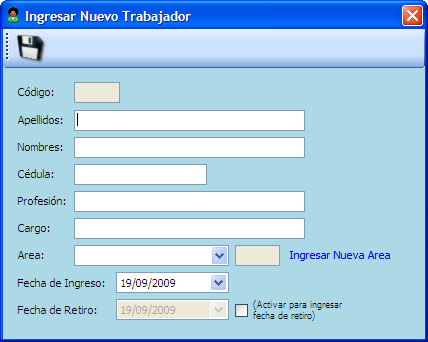 Ingresar Nuevo Trabajador
Código:
Apellidos:
Nombres:
Cédula:
Profesión:
Cargo:
Area: Ingresar Nueva Area
Fecha de Ingreso: 19/09/2009
Fecha de Retiro: 19/09/2009 (Activar para ingresar
fecha de retiro)